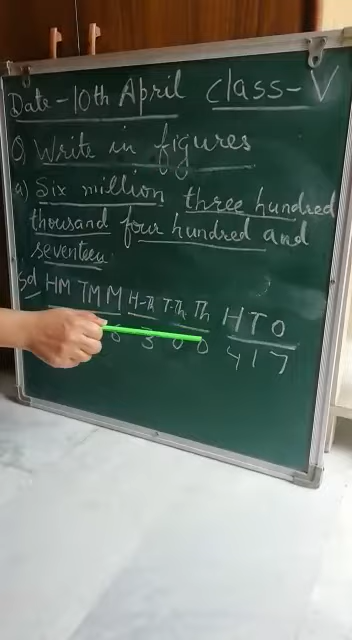 Date - 10th April Class - V
Q) Write in figures
a) Six million three hundred
thousand four hundred and
seventeen
Sol HM TM M H-Th T-Th Th H T O
6 3 0 0 4 1 7